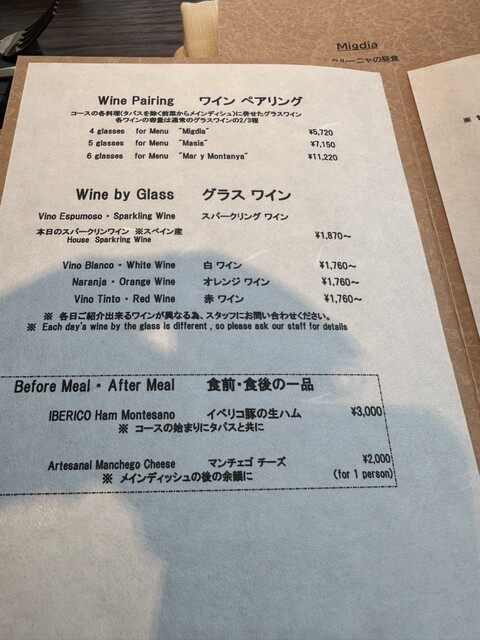 Migdia
Wine Pairing ワイン ペアリング
コースの各料理(タパスを除く前菜からメインディシュ)に併せたグラスワイン
各ワインの容量は通常のグラスワインの2/3種
4 glasses for Menu "Migdia" ¥5,720
5 glasses for Menu "Masia" ¥7,150
6 glasses for Menu "Mar y Montanya" ¥11,220
Wine by Glass グラス ワイン
Vino Espumoso・Sparkling Wine スパークリング ワイン
本日のスパークリンワイン ※スペイン産
House Sparkring Wine ¥1,870~
Vino Blanco・White Wine 白 ワイン ¥1,760~
Naranja・Orange Wine オレンジ ワイン ¥1,760~
Vino Tinto・Red Wine 赤 ワイン ¥1,760~
※ 各日ご紹介出来るワインが異なる為、スタッフにお問い合わせください。
※ Each day's wine by the glass is different , so please ask our staff for details
Before Meal・After Meal 食前・食後の一品
IBERICO Ham Montesano イベリコ豚の生ハム ¥3,000
※ コースの始まりにタパスと共に
Artesanal Manchego Cheese マンチェゴ チーズ ¥2,000
※ メインディッシュの後の余韻に (for 1 person)